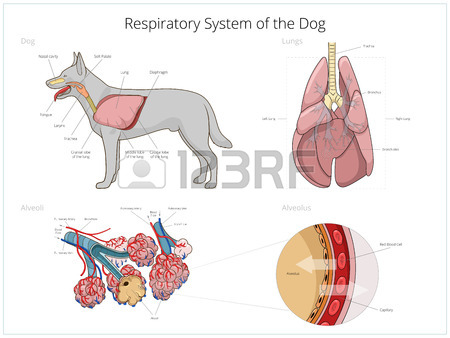 Respiratory System of the Dog
Dog
Lungs
Nasal cavity
Soft Palate
Lung
Diaphragm
Tongue
Larynx
Trachea
Cranial lobe
of the lung
Middle lobe
of the lung
Caudal lobe
of the lung
Trachea
Bronchus
Left lung
Right lung
Bronchioles
123RF
Alveoli
Alveolus
Red Blood Cell
Alveolus
Capillary